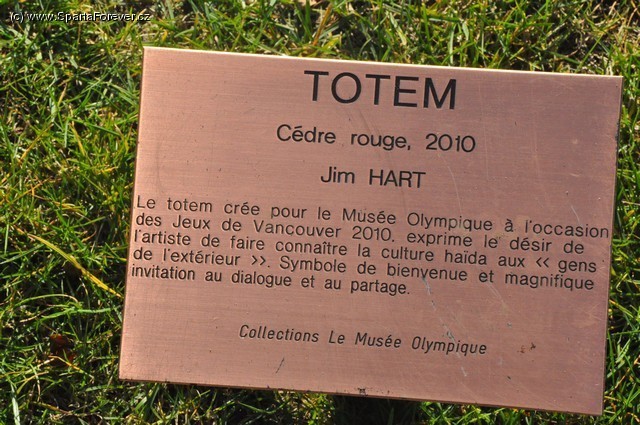 (c) www.SpartaForever.cz
TOTEM
Cédre rouge, 2010
Jim HART
Le totem crée pour le Musée Olympique à l'occasion
des Jeux de Vancouver 2010, exprime le désir de
l'artiste de faire connaître la culture haïda aux << gens
de l'extérieur >>. Symbole de bienvenue et magnifique
invitation au dialogue et au partage.
Collections Le Musée Olympique